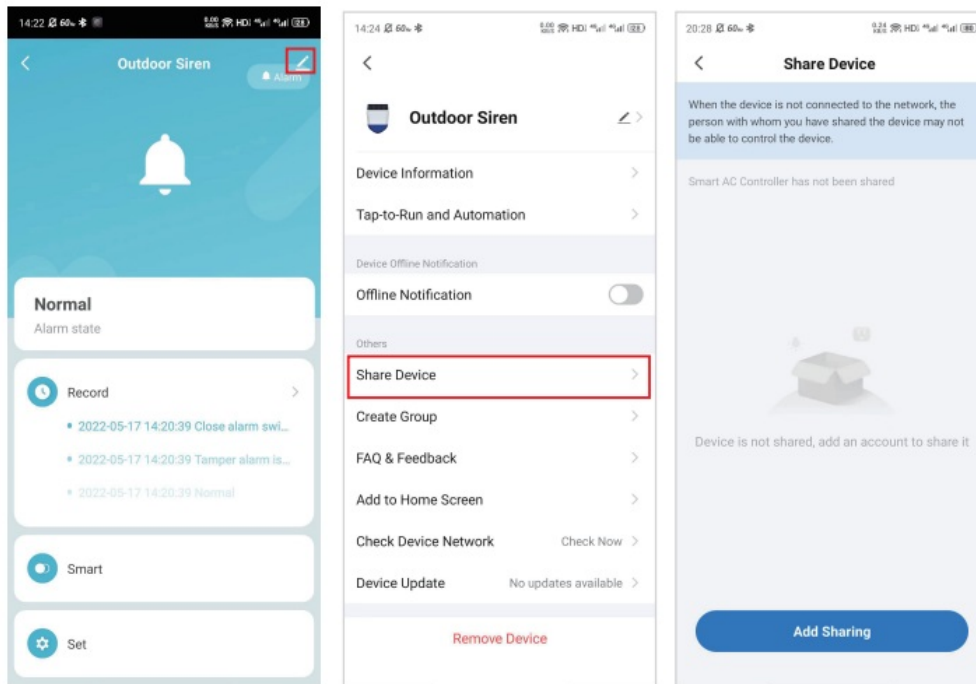 14:22
Outdoor Siren
Alarm
Normal
Alarm state
Record
2022-05-17 14:20:39 Close alarm swi...
2022-05-17 14:20:39 Tamper alarm is...
2022-05-17 14:20:39 Normal
Smart
Set
14:24
Outdoor Siren
Device Information
Tap-to-Run and Automation
Device Offline Notification
Offline Notification
Others
Share Device
Create Group
FAQ & Feedback
Add to Home Screen
Check Device Network Check Now
Device Update No updates available
Remove Device
20:28
Share Device
When the device is not connected to the network, the
person with whom you have shared the device may not
be able to control the device.
Smart AC Controller has not been shared
Device is not shared, add an account to share it
Add Sharing